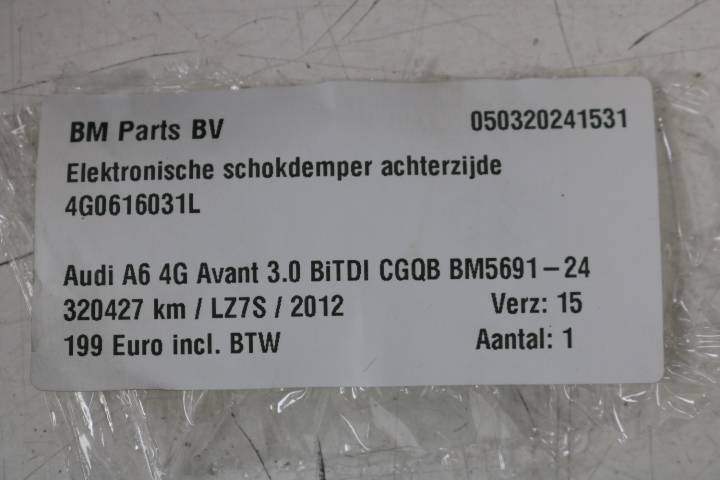 BM Parts BV 050320241531
Elektronische schokdemper achterzijde
4G0616031L
Audi A6 4G Avant 3.0 BiTDI CGQB BM5691-24
320427 km / LZ7S / 2012 Verz: 15
199 Euro incl. BTW Aantal: 1